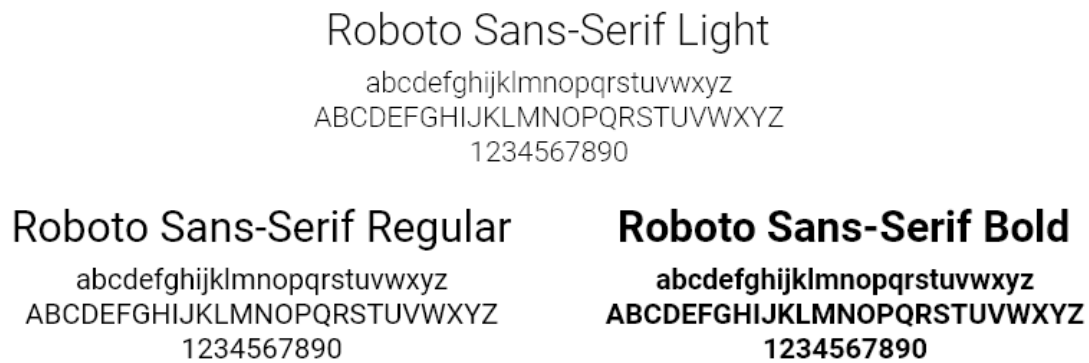 Roboto Sans-Serif Light
abcdefghijklmnopqrstuvwxyz
ABCDEFGHIJKLMNOPQRSTUVWXYZ
1234567890
Roboto Sans-Serif Regular
abcdefghijklmnopqrstuvwxyz
ABCDEFGHIJKLMNOPQRSTUVWXYZ
1234567890
Roboto Sans-Serif Bold
abcdefghijklmnopqrstuvwxyz
ABCDEFGHIJKLMNOPQRSTUVWXYZ
1234567890